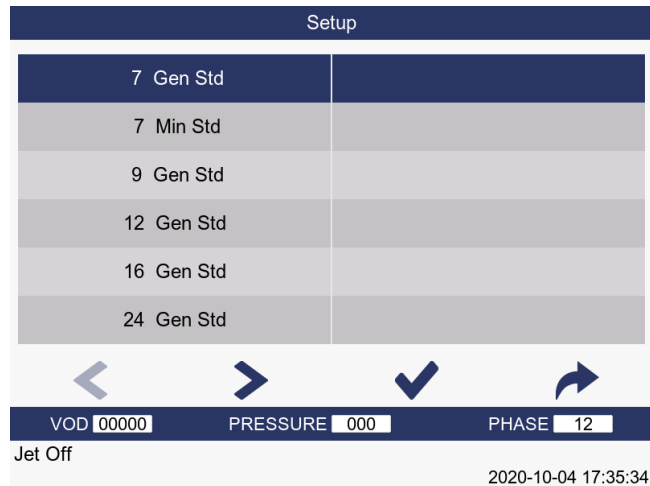 Setup
7 Gen Std
7 Min Std
9 Gen Std
12 Gen Std
16 Gen Std
24 Gen Std
VOD 00000 PRESSURE 000 PHASE 12
Jet Off
2020-10-04 17:35:34